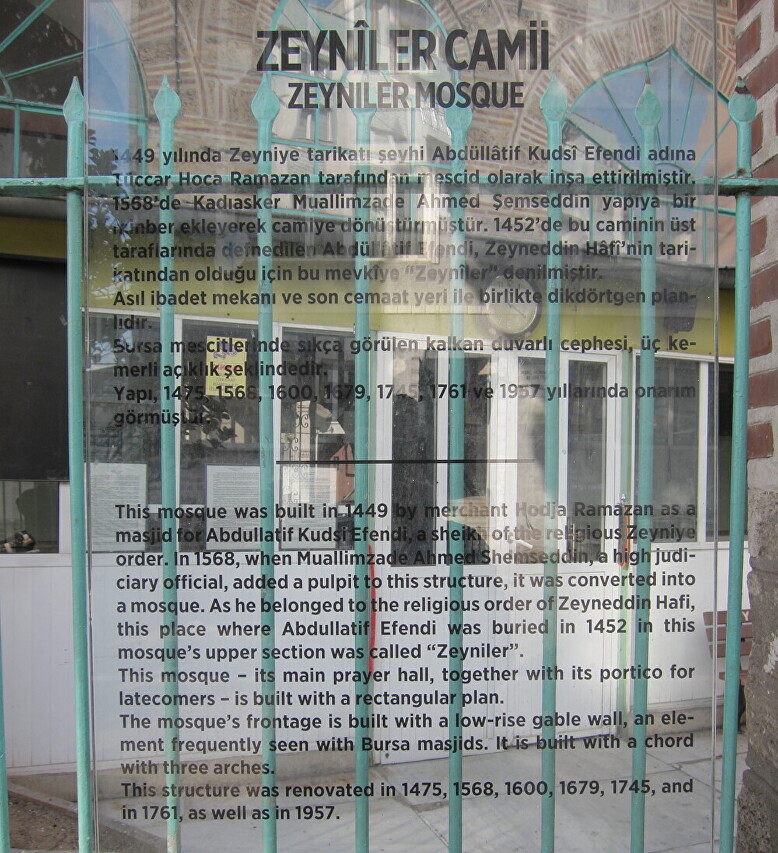 ZEYNÎLER CAMİİ
ZEYNILER MOSQUE
1449 yılında Zeyniye tarikatı şeyhi Abdüllâtif Kudsî Efendi adına
Tüccar Hoca Ramazan tarafından mescid olarak inşa ettirilmiştir.
1568'de Kadıasker Muallimzade Ahmed Şemseddin yapıya bir
minber ekleyerek camiye dönüştürmüştür. 1452'de bu caminin üst
taraflarında defnedilen Abdüllâtif Efendi, Zeyneddin Hâfî'nin tari-
katından olduğu için bu mevkiye "Zeyniler" denilmiştir.
Asıl ibadet mekanı ve son cemaat yeri ile birlikte dikdörtgen plan-
lıdır.
Bursa mescitlerinde sıkça görülen kalkan duvarlı cephesi, üç ke-
merli açıklık şeklindedir.
Yapı, 1475, 1568, 1600, 1679, 1745, 1761 ve 1957 yıllarında onarım
görmüştür.
This mosque was built in 1449 by merchant Hodja Ramazan as a
masjid for Abdullatif Kudsi Efendi, a sheikh of the religious Zeyniye
order. In 1568, when Muallimzade Ahmed Shemseddin, a high judi-
ciary official, added a pulpit to this structure, it was converted into
a mosque. As he belonged to the religious order of Zeyneddin Hafi,
this place where Abdullatif Efendi was buried in 1452 in this
mosque's upper section was called "Zeyniler".
This mosque – its main prayer hall, together with its portico for
latecomers – is built with a rectangular plan.
The mosque's frontage is built with a low-rise gable wall, an ele-
ment frequently seen with Bursa masjids. It is built with a chord
with three arches.
This structure was renovated in 1475, 1568, 1600, 1679, 1745, and
in 1761, as well as in 1957.